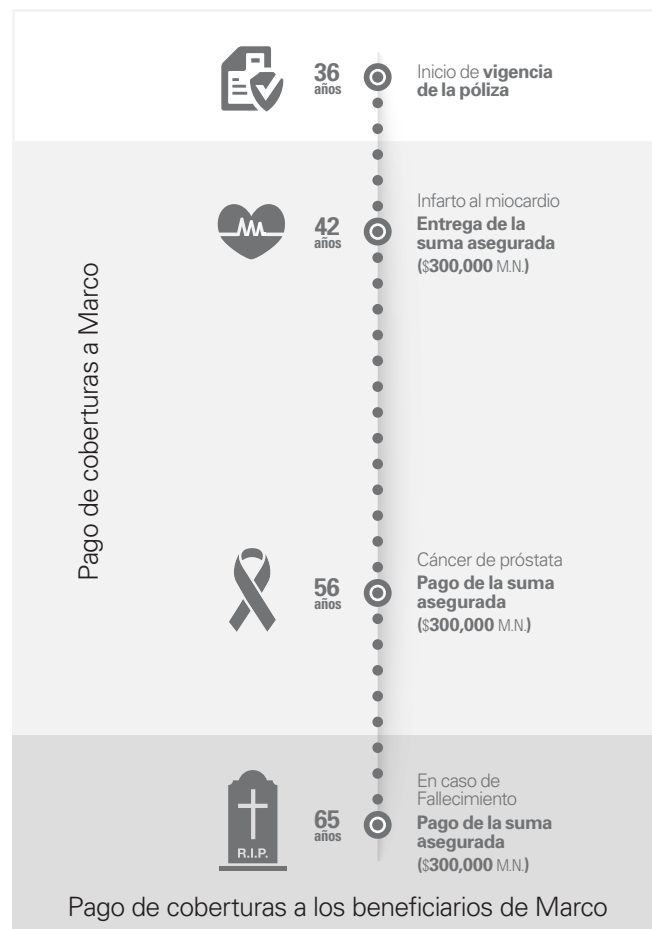 36
años
Inicio de vigencia
de la póliza
Pago de coberturas a Marco
42
años
Infarto al miocardio
Entrega de la
suma asegurada
($300,000 M.N.)
56
años
Cáncer de próstata
Pago de la suma
asegurada
($300,000 M.N.)
R.I.P.
65
años
En caso de
Fallecimiento
Pago de la suma
asegurada
($300,000 M.N.)
Pago de coberturas a los beneficiarios de Marco